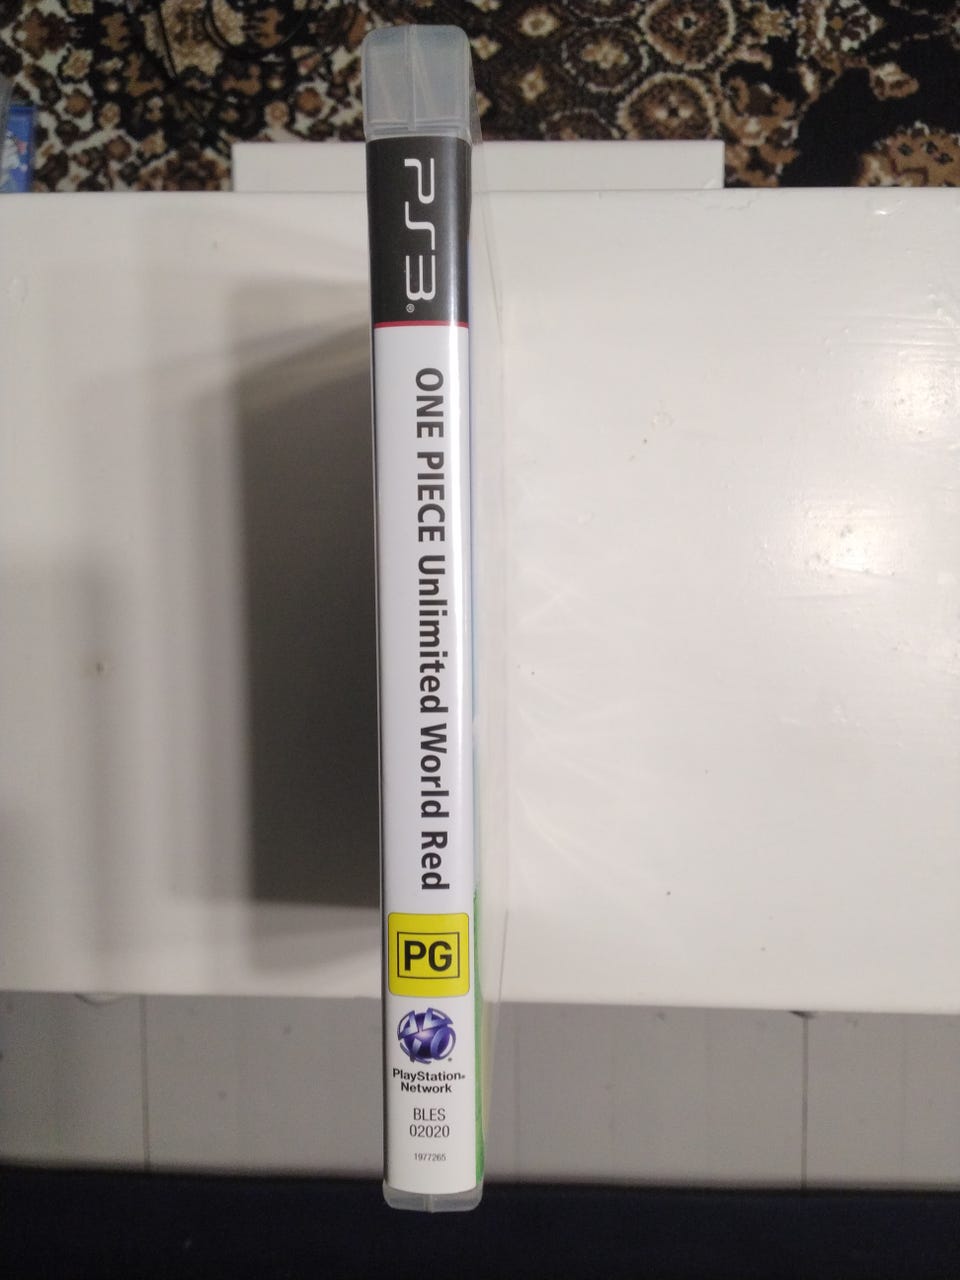 PS3®
ONE PIECE Unlimited World Red
PG
PlayStation®
Network
BLES
02020
1977265